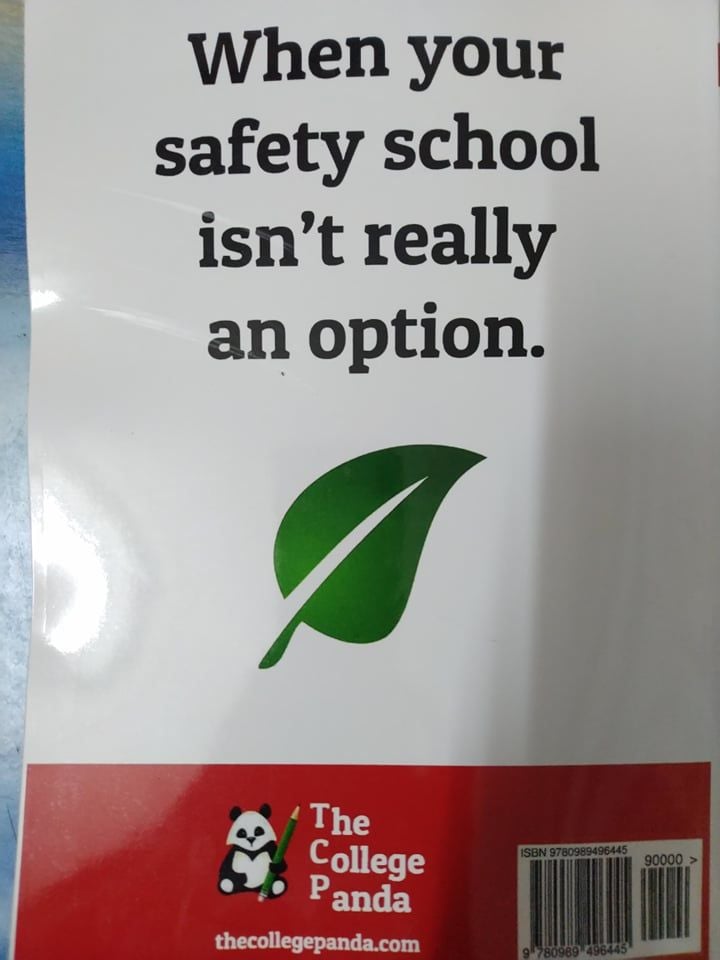 When your
safety school
isn't really
an option.
The
College
Panda
thecollegepanda.com
ISBN 9780989496445
90000 >
9 780989 496445